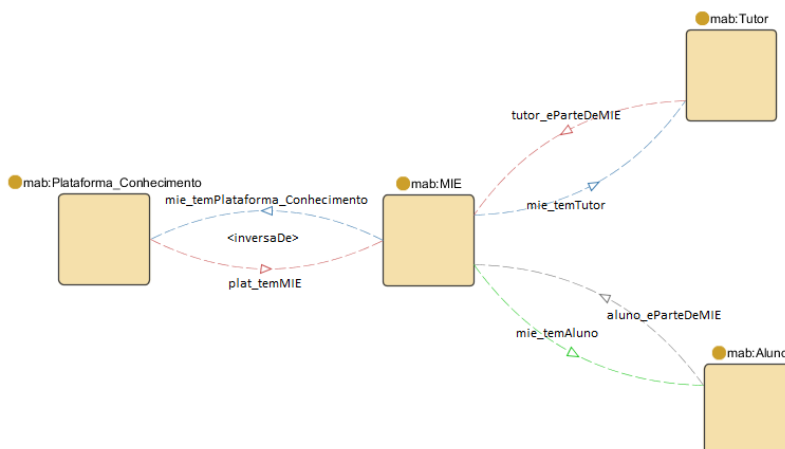 mab:Tutor
tutor_eParteDeMIE
mab:Plataforma_Conhecimento
mab:MIE
mie_temPlataforma_Conhecimento
mie_temTutor
<inversaDe>
plat_temMIE
aluno_eParteDeMIE
mie_temAluno
mab:Aluno